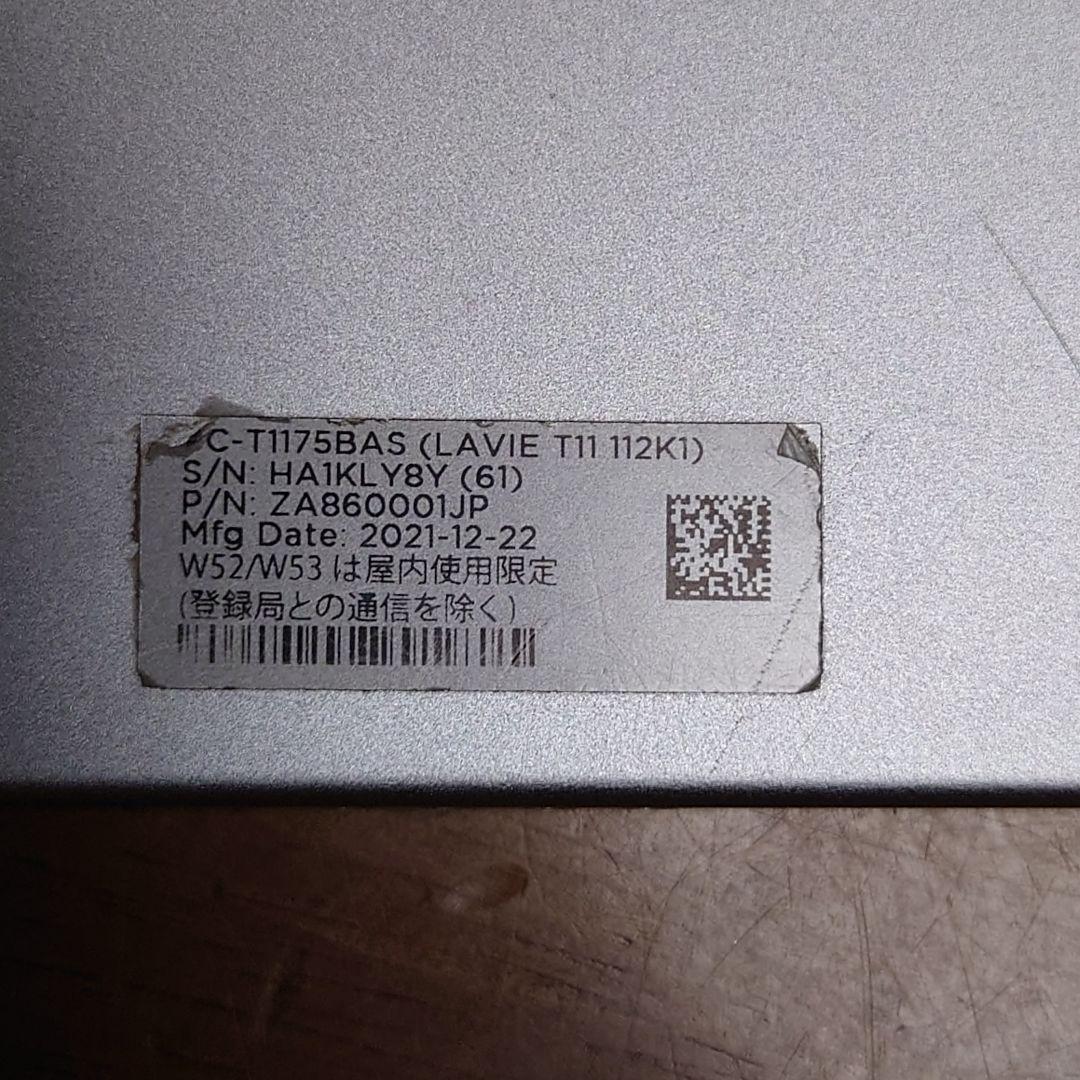 PC-T1175BAS (LAVIE T11 112K1)
S/N: HA1KLY8Y (61)
P/N: ZA860001JP
Mfg Date: 2021-12-22
W52/W53 は屋内使用限定
(登録局との通信を除く)